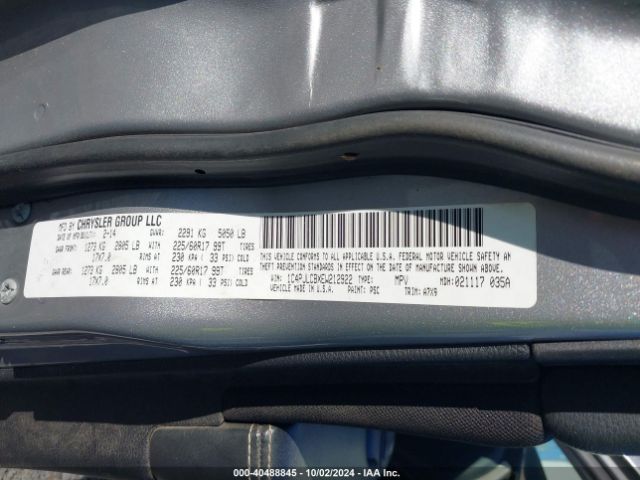 MFD BY CHRYSLER GROUP LLC
DATE OF MFR 2-14 GVWR: 2291 KG 5050 LB
GAWR FRONT: 1273 KG 2805 LB WITH 225/60R17 99T TIRES
17X7.0 RIMS AT 230 KPA ( 33 PSI) COLD
GAWR REAR: 1273 KG 2805 LB WITH 225/60R17 99T TIRES
17X7.0 RIMS AT 230 KPA ( 33 PSI) COLD
THIS VEHICLE CONFORMS TO ALL APPLICABLE U.S. FEDERAL MOTOR VEHICLE SAFETY AND
THEFT PREVENTION STANDARDS IN EFFECT ON THE DATE OF MANUFACTURE SHOWN ABOVE.
VIN: 1C4PJLCBXEW212922 TYPE: MPV MDH: 021117 035A
VEHICLE MADE IN U.S.A. PAINT: PSC TRIM: A7X9
000-40488845 - 10/02/2024 - IAA Inc.